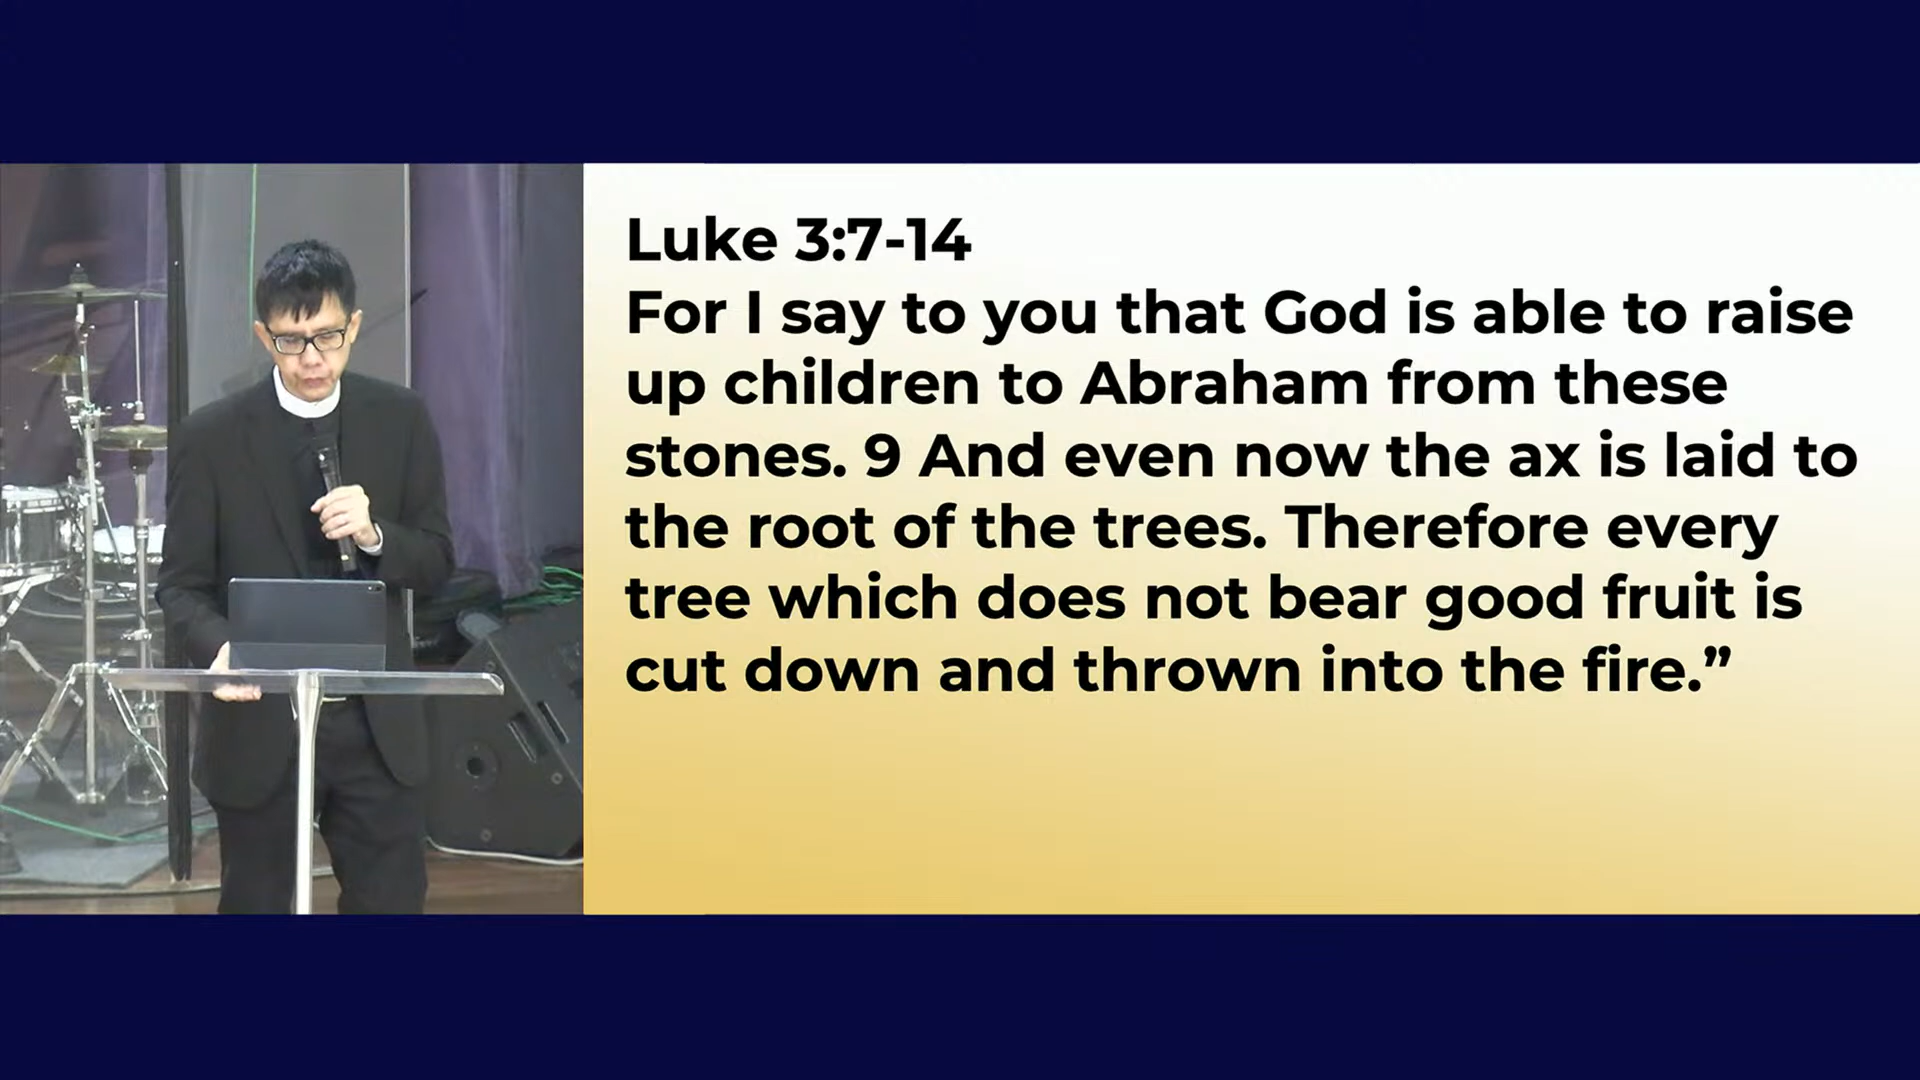 Luke 3:7-14
For I say to you that God is able to raise
up children to Abraham from these
stones. 9 And even now the ax is laid to
the root of the trees. Therefore every
tree which does not bear good fruit is
cut down and thrown into the fire.”